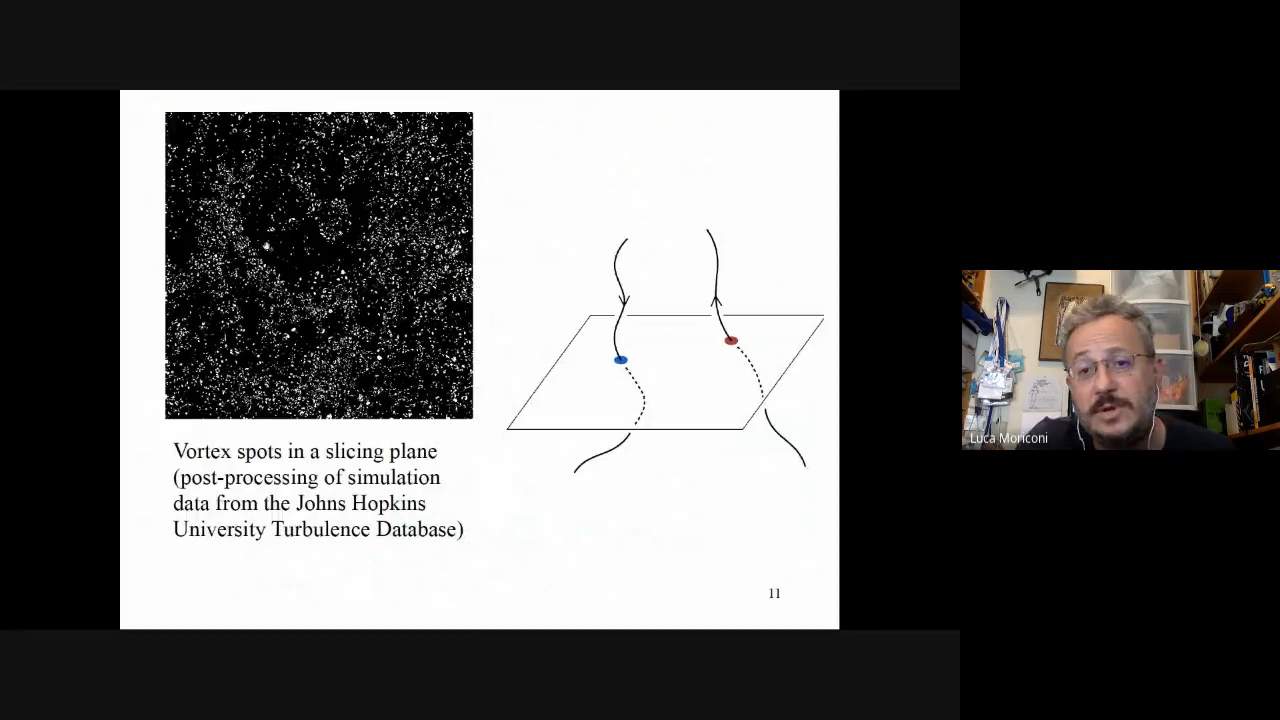 Vortex spots in a slicing plane
(post-processing of simulation
data from the Johns Hopkins
University Turbulence Database)
11
Luca Moriconi